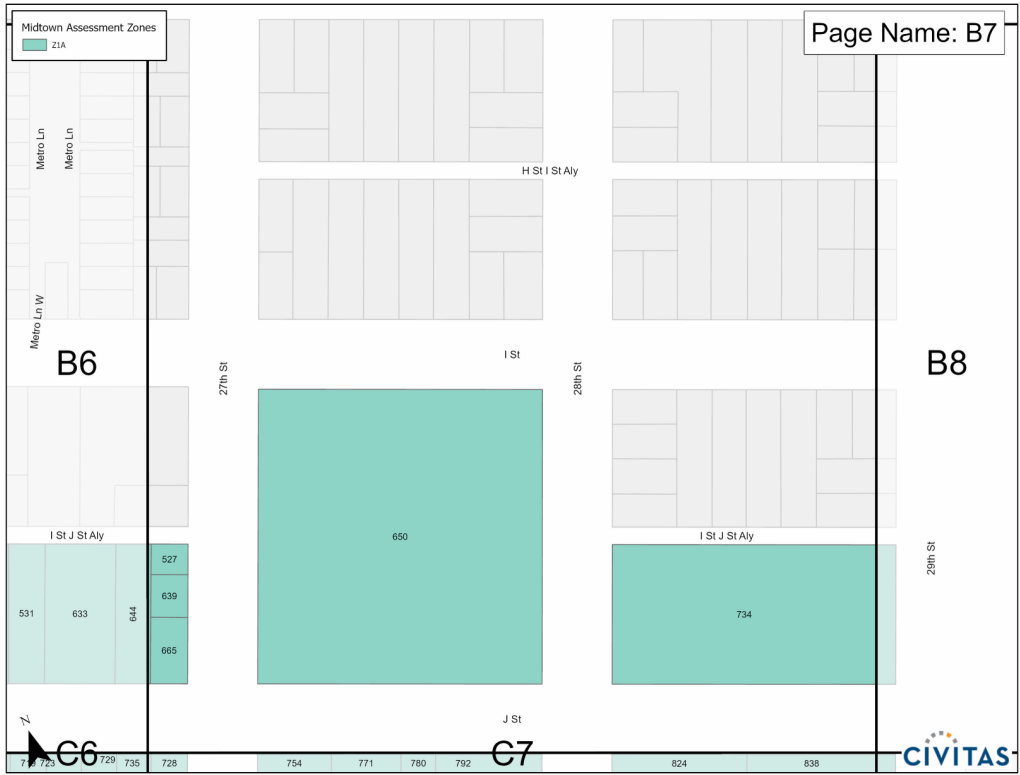 Midtown Assessment Zones
Z1A
Page Name: B7
Metro Ln
Metro Ln
H St I St Aly
Metro Ln W
I St
B6
27th St
28th St
B8
I St J St Aly
I St J St Aly
29th St
527
650
531
633
644
639
734
665
N
J St
C6
C7
CIVITAS
723
729
735
728
754
771
780
792
824
838